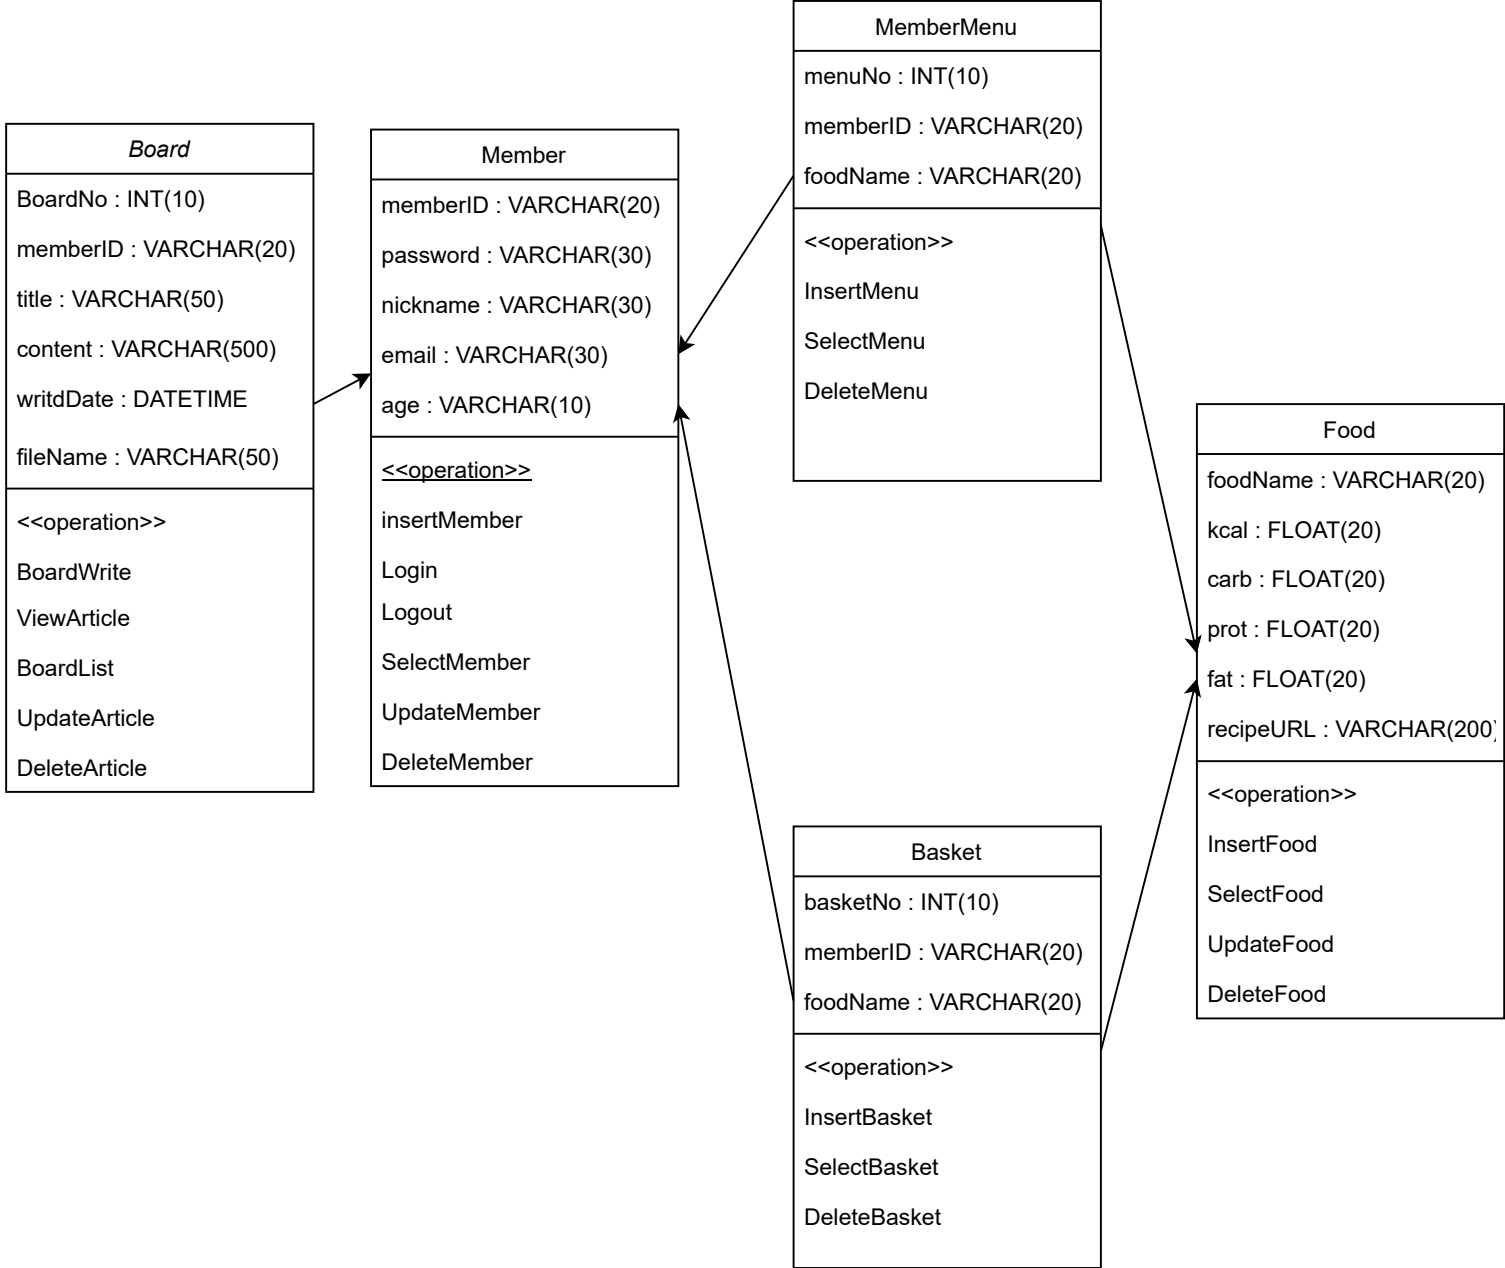 Board
BoardNo : INT(10)
memberID : VARCHAR(20)
title : VARCHAR(50)
content : VARCHAR(500)
writdDate : DATETIME
fileName : VARCHAR(50)
<<operation>>
BoardWrite
ViewArticle
BoardList
UpdateArticle
DeleteArticle
Member
memberID : VARCHAR(20)
password : VARCHAR(30)
nickname : VARCHAR(30)
email : VARCHAR(30)
age : VARCHAR(10)
<<operation>>
insertMember
Login
Logout
SelectMember
UpdateMember
DeleteMember
MemberMenu
menuNo : INT(10)
memberID : VARCHAR(20)
foodName : VARCHAR(20)
<<operation>>
InsertMenu
SelectMenu
DeleteMenu
Basket
basketNo : INT(10)
memberID : VARCHAR(20)
foodName : VARCHAR(20)
<<operation>>
InsertBasket
SelectBasket
DeleteBasket
Food
foodName : VARCHAR(20)
kcal : FLOAT(20)
carb : FLOAT(20)
prot : FLOAT(20)
fat : FLOAT(20)
recipeURL : VARCHAR(200)
<<operation>>
InsertFood
SelectFood
UpdateFood
DeleteFood